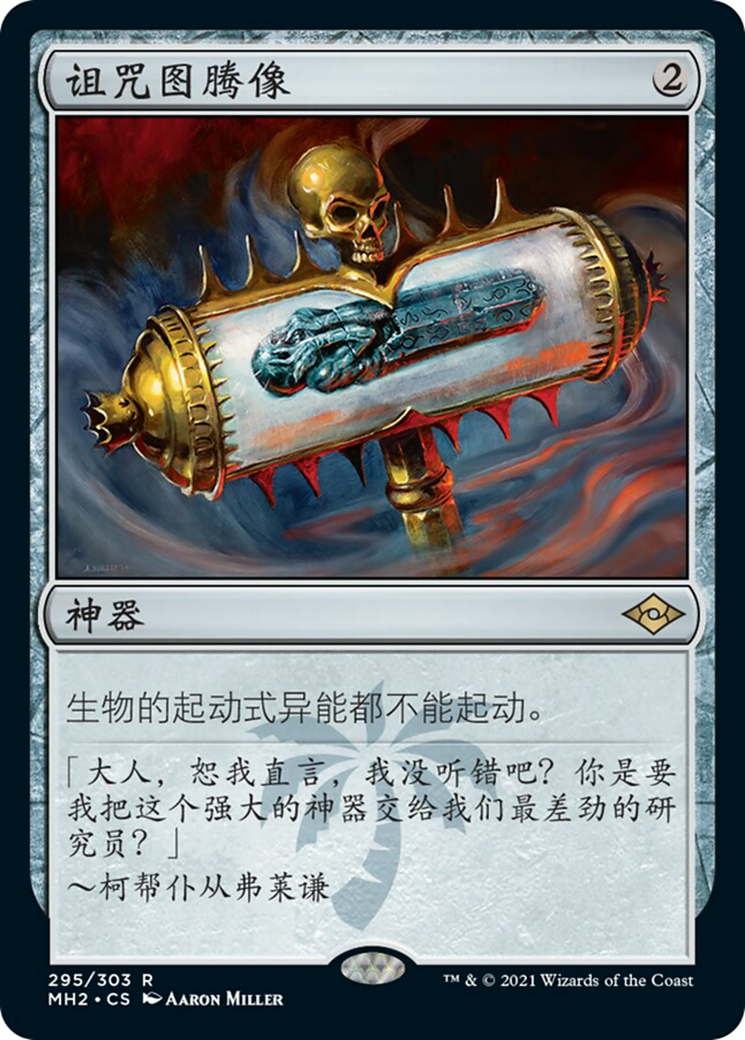 诅咒图腾像 2
神器
生物的起动式异能都不能起动。
「大人，恕我直言，我没听错吧？你是要
我把这个强大的神器交给我们最差劲的研
究员？」
～柯帮仆从弗莱谦
295/303 R
MH2 • CS AARON MILLER
™ & © 2021 Wizards of the Coast